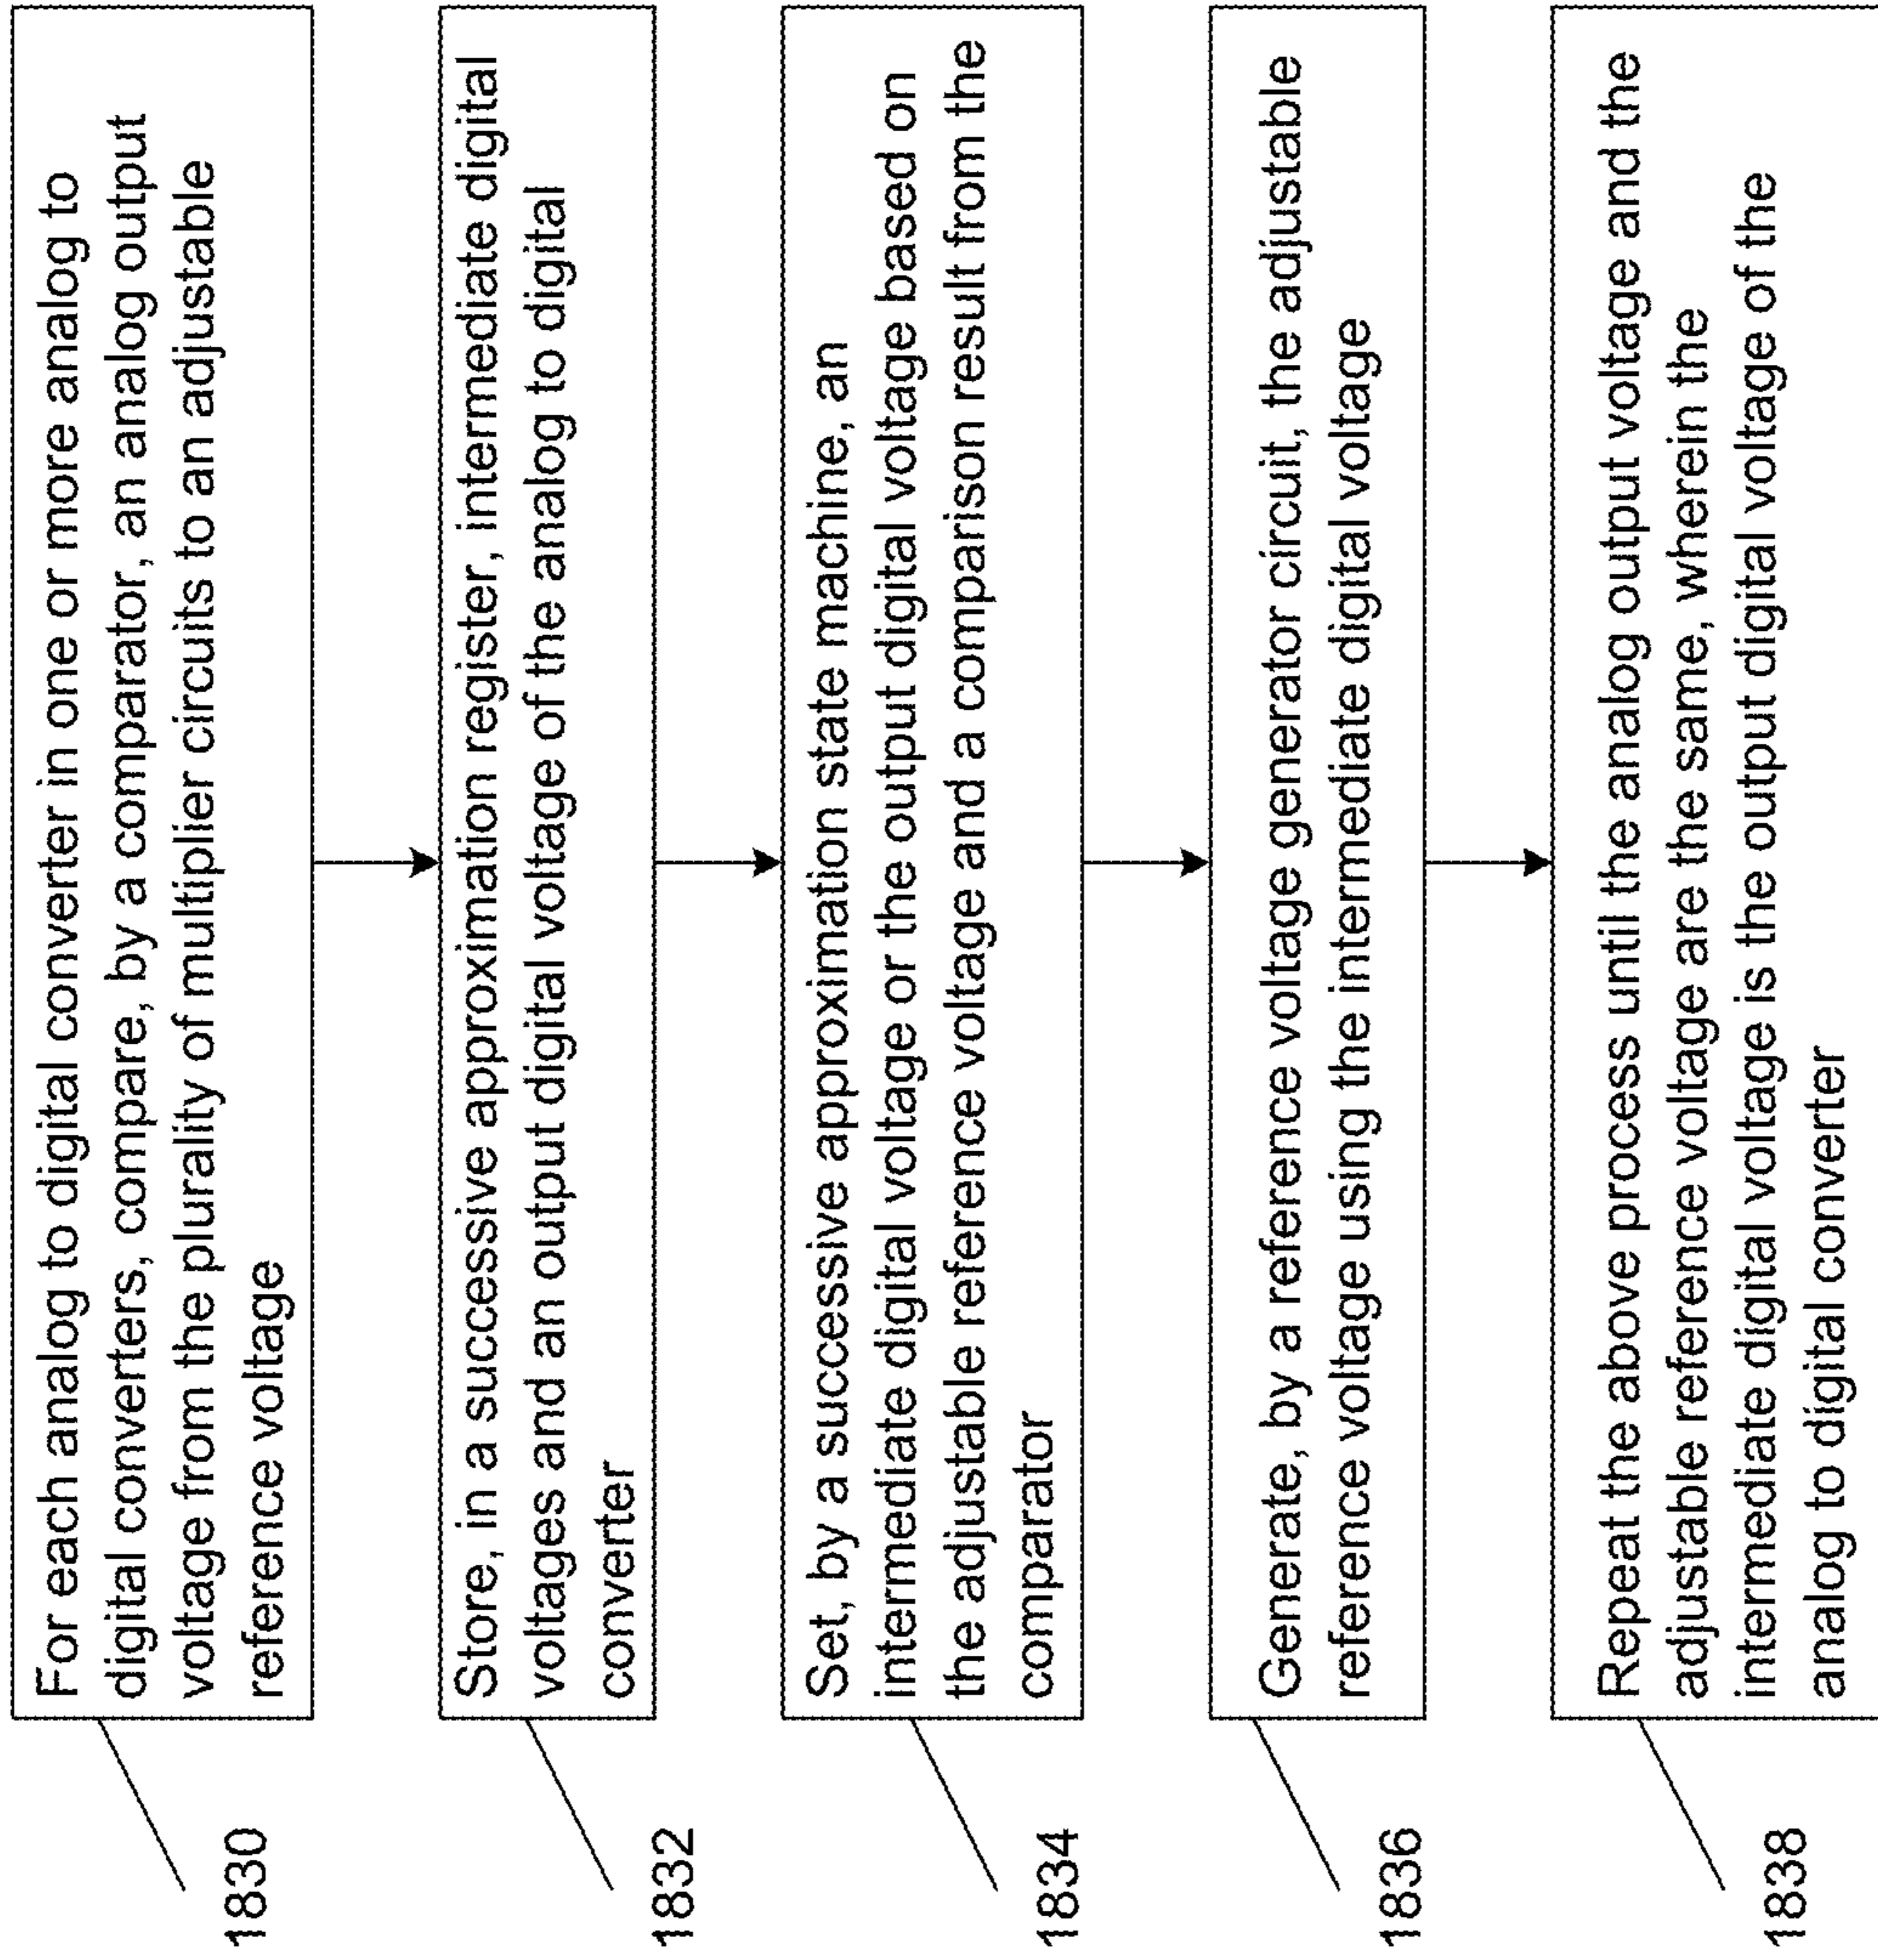 For each analog to digital converter in one or more analog to
digital converters, compare, by a comparator, an analog output
voltage from the plurality of multiplier circuits to an adjustable
reference voltage
1830
Store, in a successive approximation register, intermediate digital
voltages and an output digital voltage of the analog to digital
converter
1832
Set, by a successive approximation state machine, an
intermediate digital voltage or the output digital voltage based on
the adjustable reference voltage and a comparison result from the
comparator
1834
Generate, by a reference voltage generator circuit, the adjustable
reference voltage using the intermediate digital voltage
1836
Repeat the above process until the analog output voltage and the
adjustable reference voltage are the same, wherein the
intermediate digital voltage is the output digital voltage of the
analog to digital converter
1838